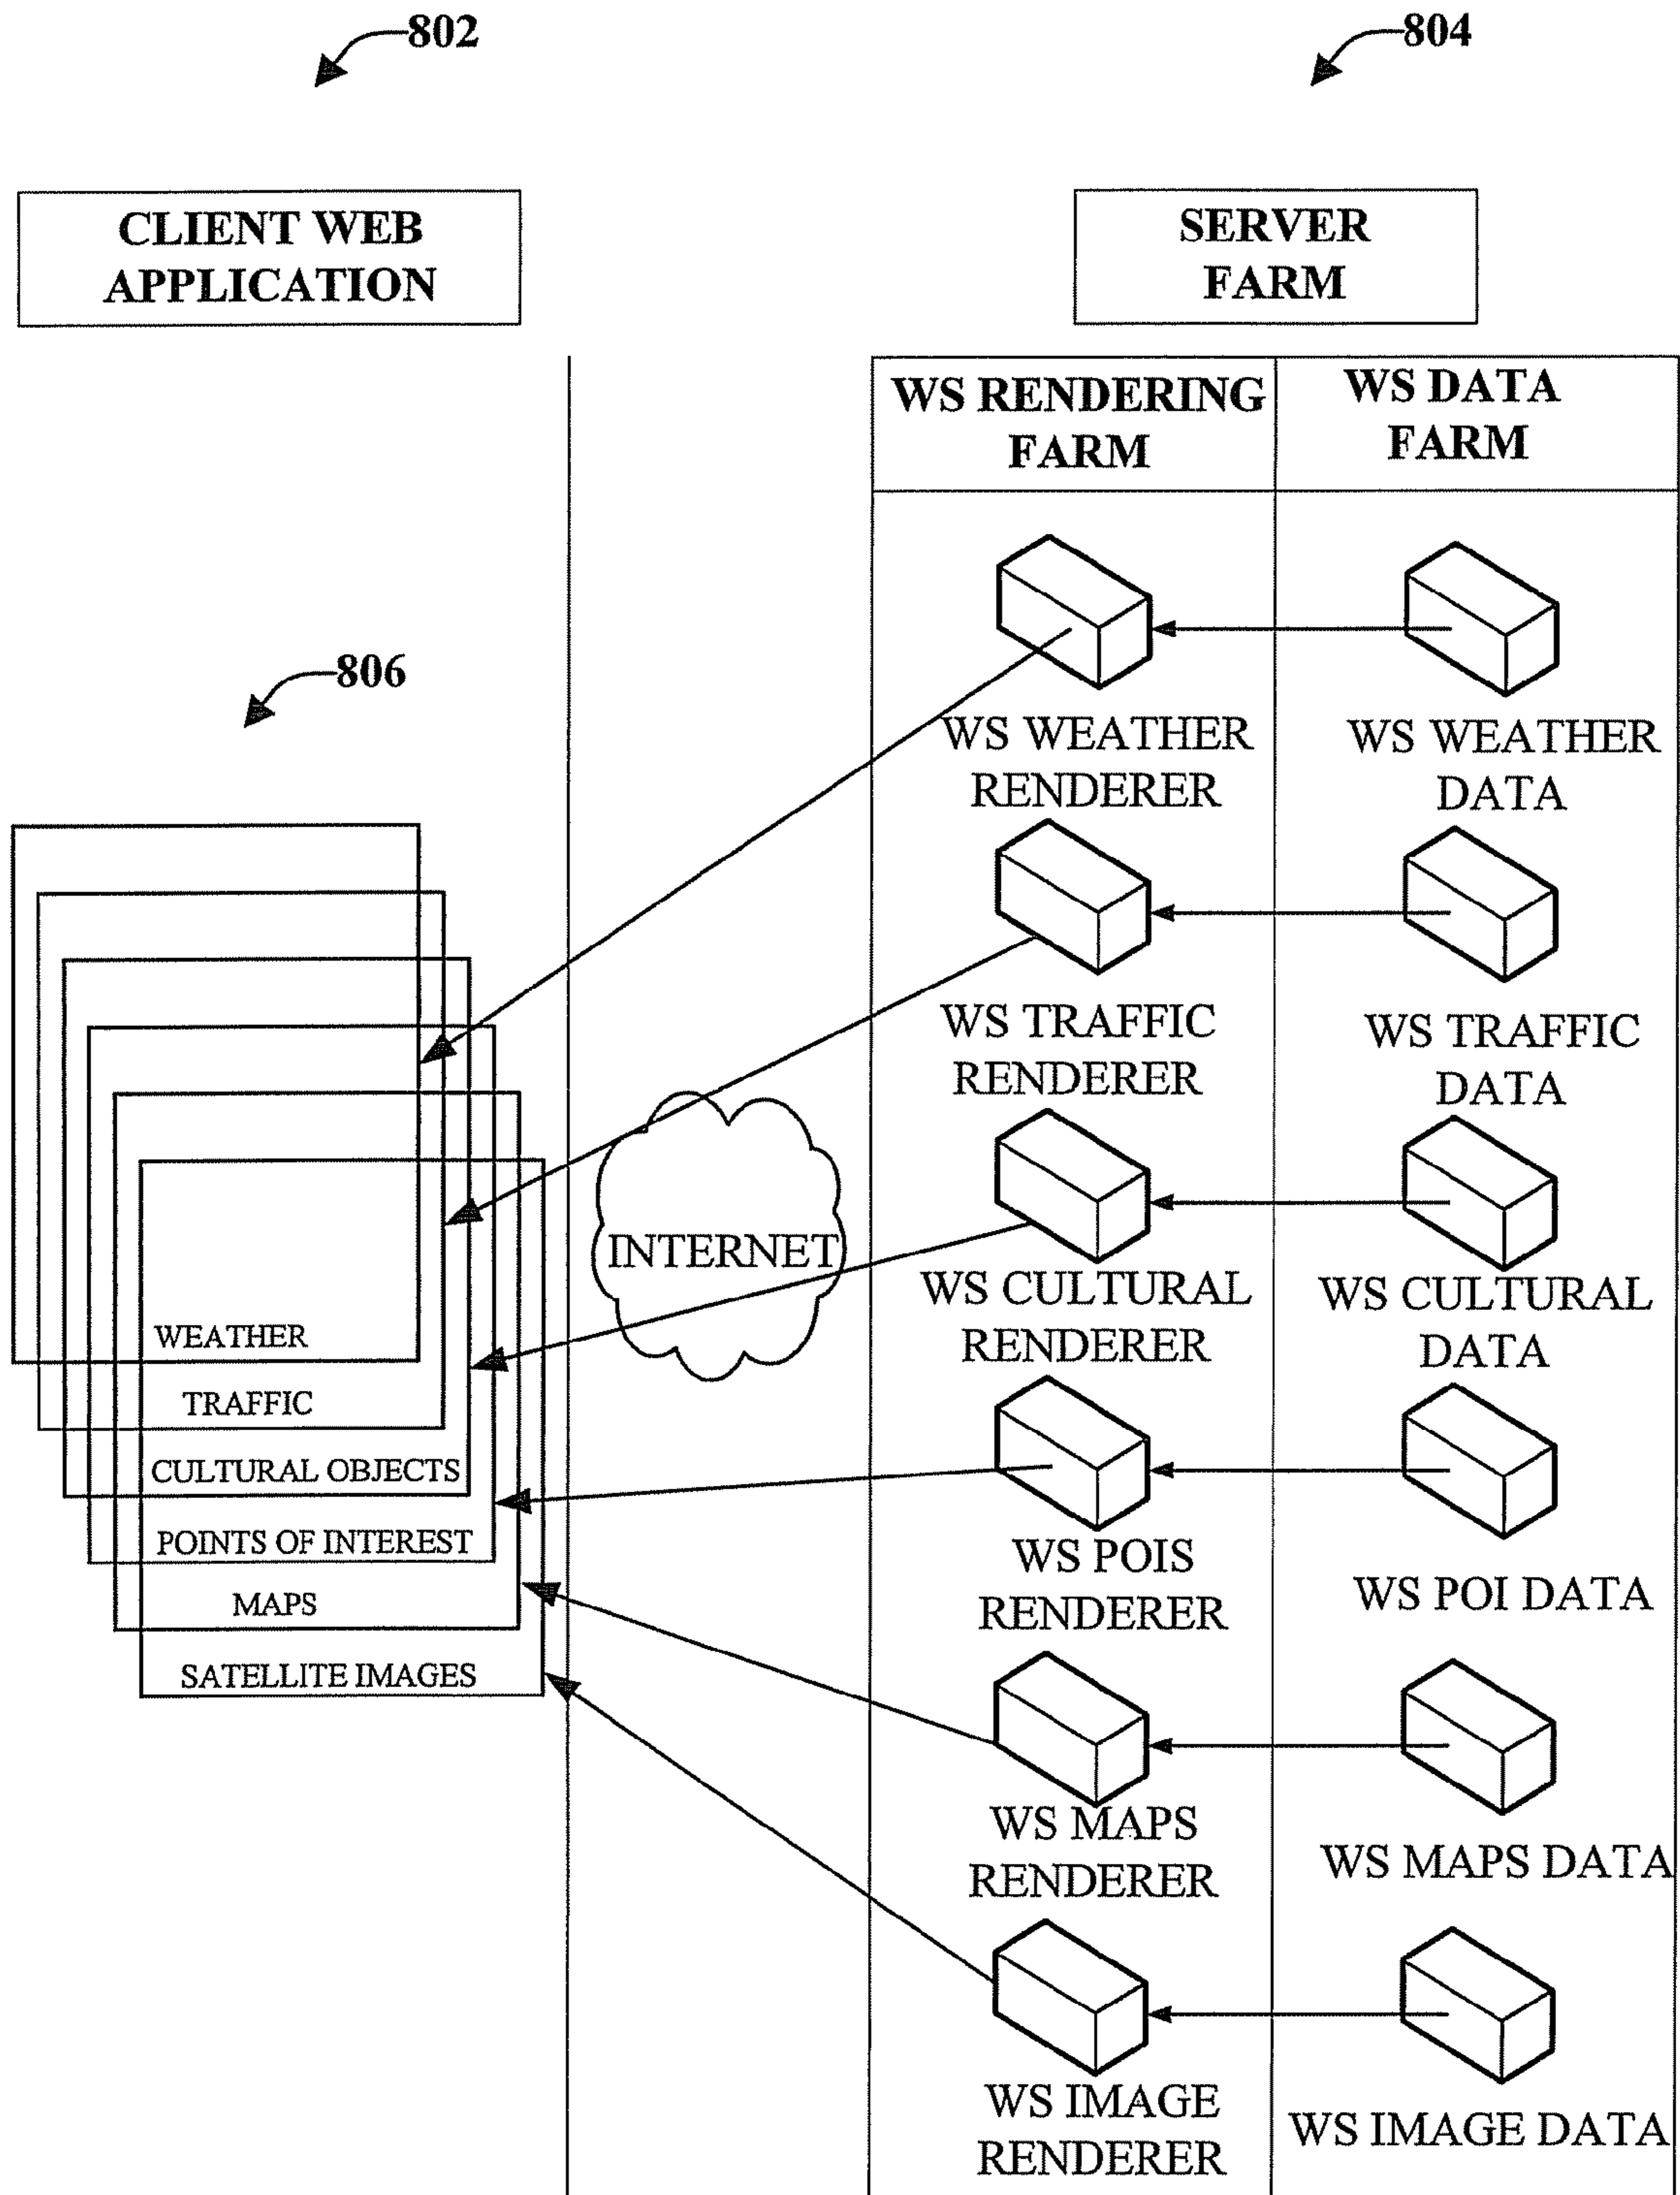 802
804
CLIENT WEB
APPLICATION
SERVER
FARM
WS RENDERING
FARM
WS DATA
FARM
806
WS WEATHER
RENDERER
WS WEATHER
DATA
WS TRAFFIC
RENDERER
WS TRAFFIC
DATA
INTERNET
WS CULTURAL
RENDERER
WS CULTURAL
DATA
WEATHER
TRAFFIC
CULTURAL OBJECTS
POINTS OF INTEREST
MAPS
SATELLITE IMAGES
WS POIS
RENDERER
WS POI DATA
WS MAPS
RENDERER
WS MAPS DATA
WS IMAGE
RENDERER
WS IMAGE DATA